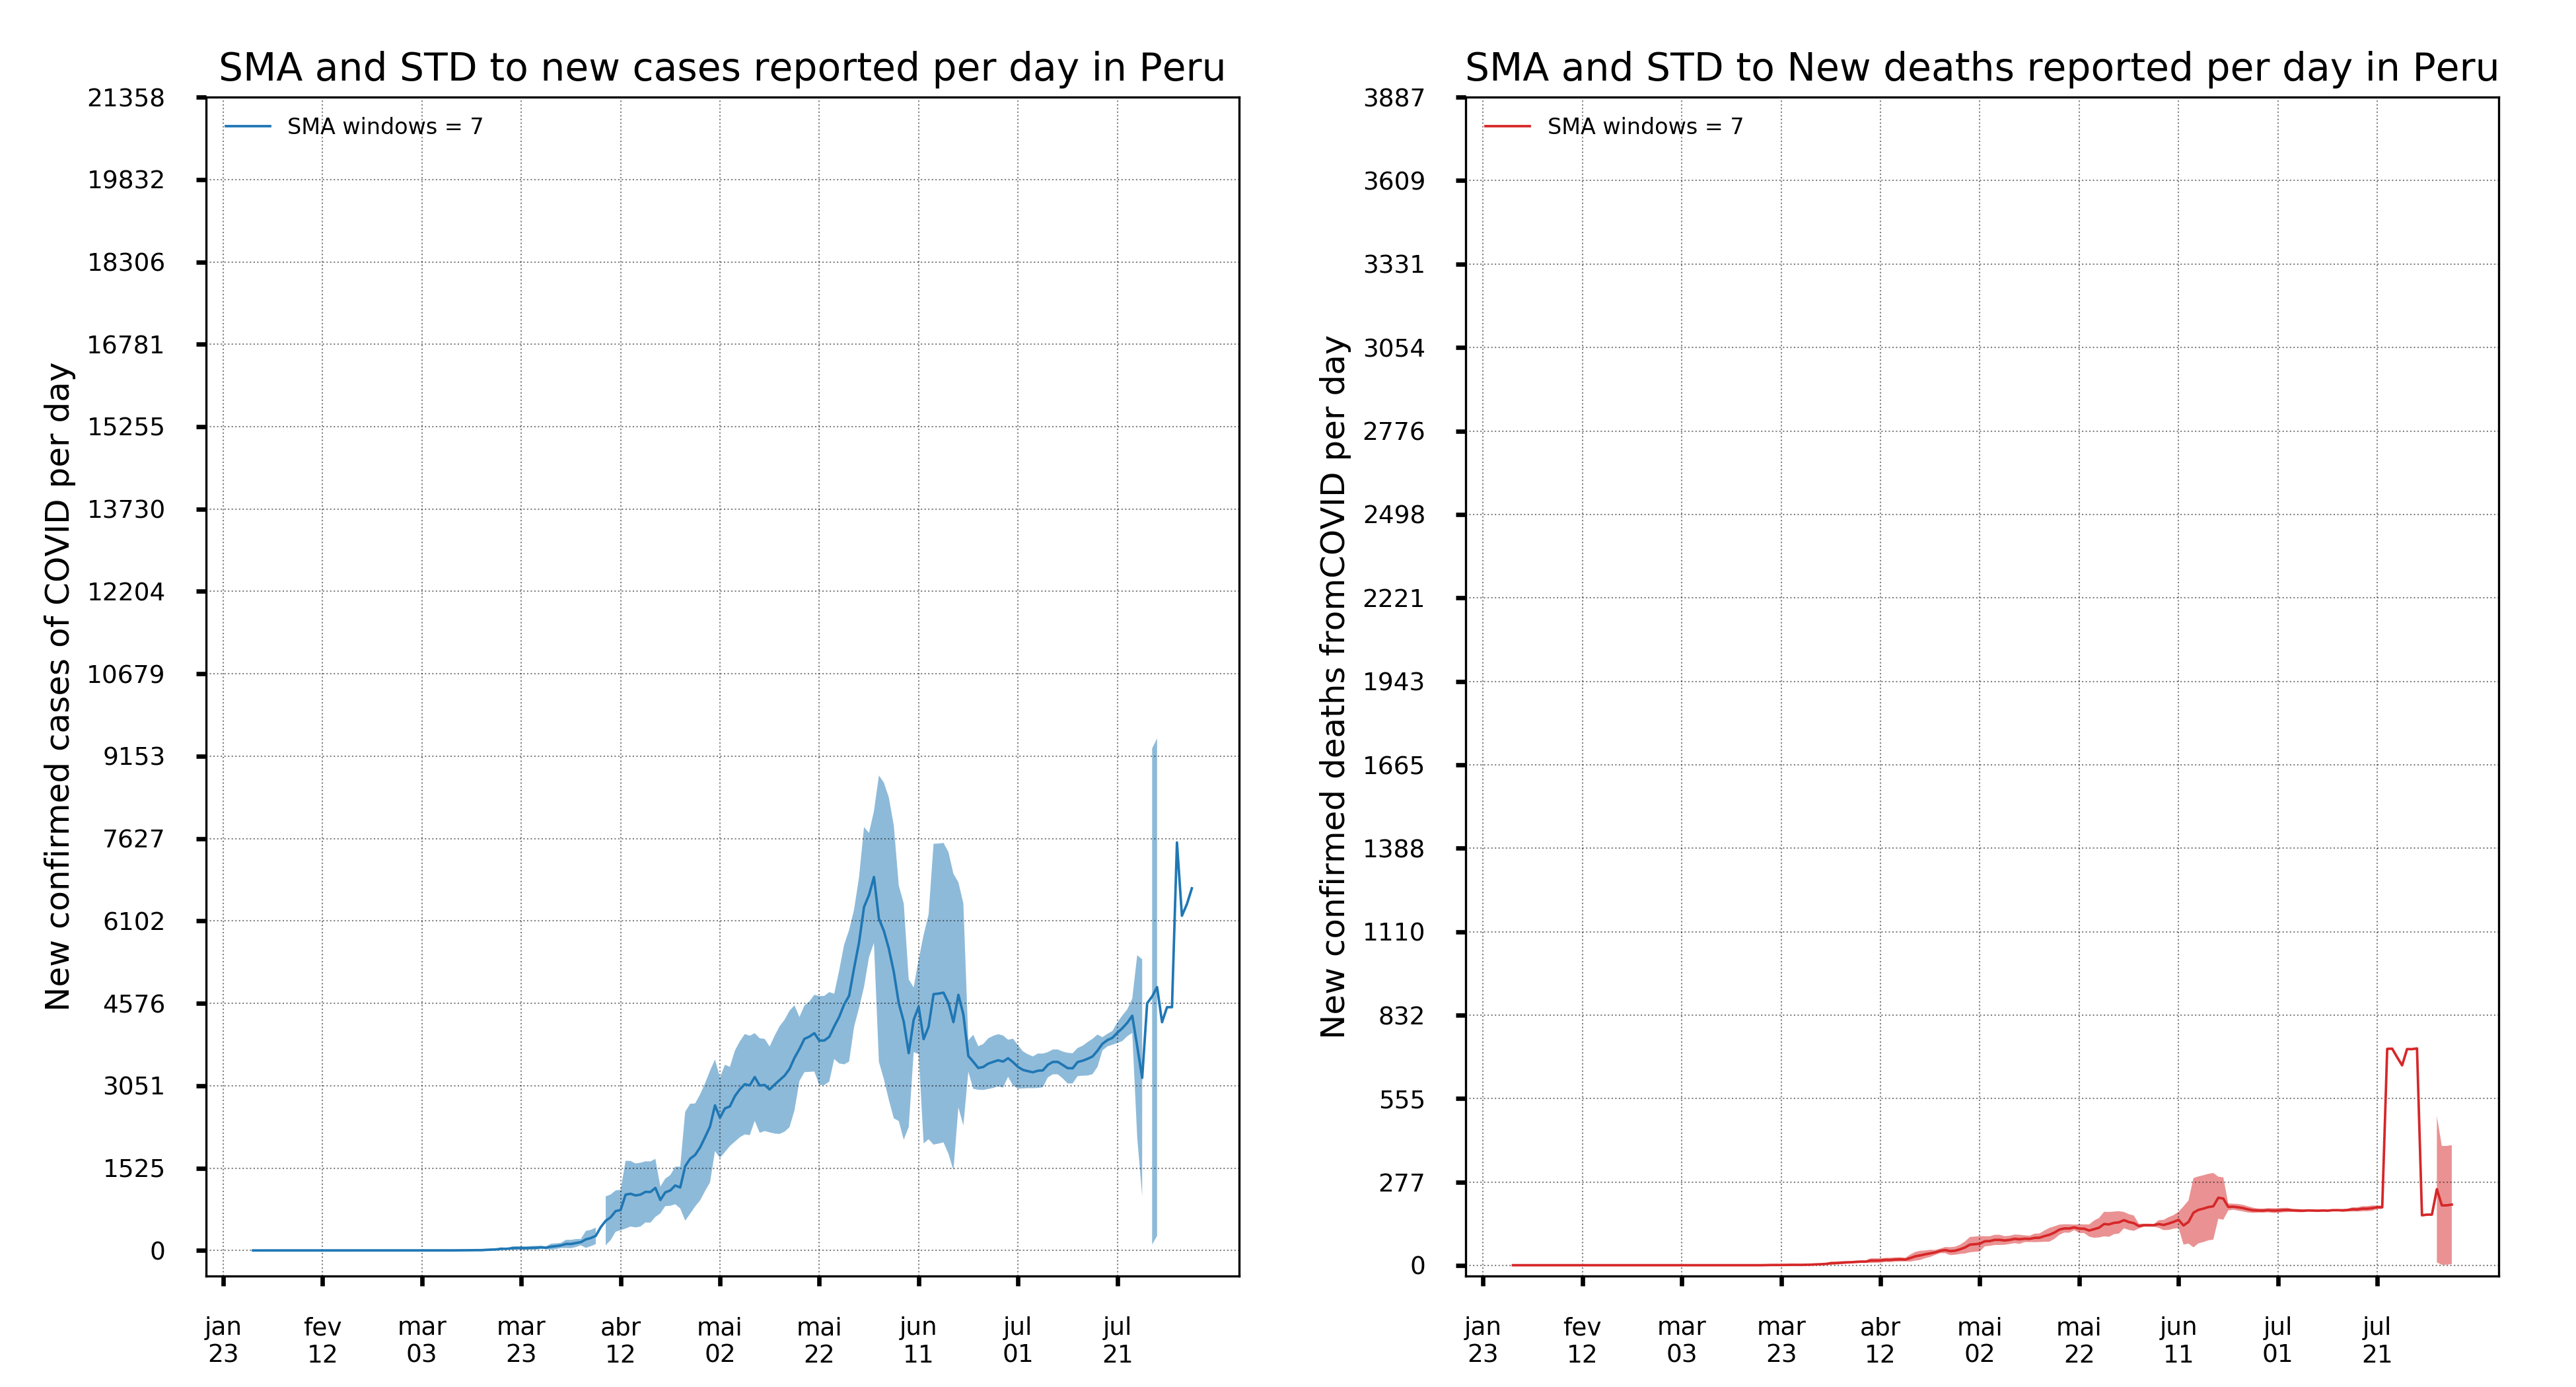 SMA and STD to new cases reported per day in Peru
SMA windows = 7
New confirmed cases of COVID per day
21358
19832
18306
16781
15255
13730
12204
10679
9153
7627
6102
4576
3051
1525
0
jan 23
fev 12
mar 03
mar 23
abr 12
mai 02
mai 22
jun 11
jul 01
jul 21
SMA and STD to New deaths reported per day in Peru
SMA windows = 7
New confirmed deaths fromCOVID per day
3887
3609
3331
3054
2776
2498
2221
1943
1665
1388
1110
832
555
277
0
jan 23
fev 12
mar 03
mar 23
abr 12
mai 02
mai 22
jun 11
jul 01
jul 21